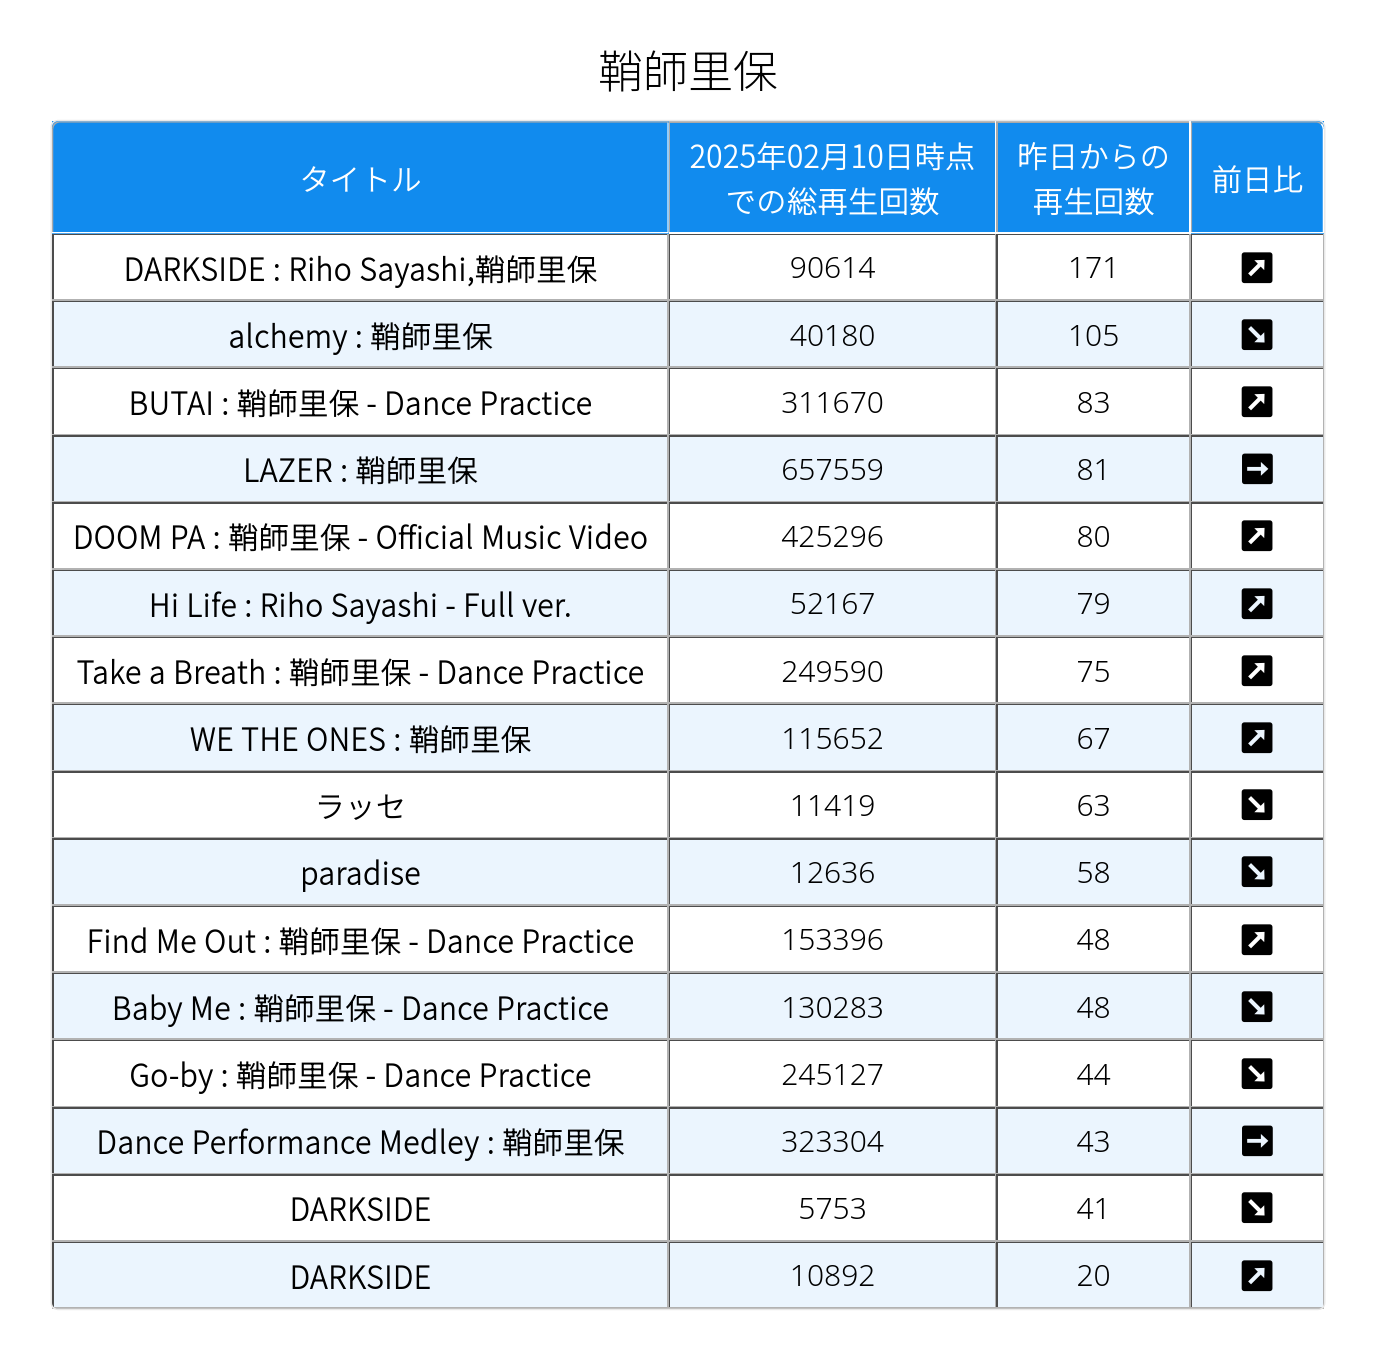 鞘師里保
タイトル 2025年02月10日時点での総再生回数 昨日からの再生回数 前日比
DARKSIDE : Riho Sayashi,鞘師里保 90614 171 ↗
alchemy : 鞘師里保 40180 105 ↘
BUTAI : 鞘師里保 - Dance Practice 311670 83 ↗
LAZER : 鞘師里保 657559 81 →
DOOM PA : 鞘師里保 - Official Music Video 425296 80 ↗
Hi Life : Riho Sayashi - Full ver. 52167 79 ↗
Take a Breath : 鞘師里保 - Dance Practice 249590 75 ↗
WE THE ONES : 鞘師里保 115652 67 ↗
ラッセ 11419 63 ↘
paradise 12636 58 ↘
Find Me Out : 鞘師里保 - Dance Practice 153396 48 ↗
Baby Me : 鞘師里保 - Dance Practice 130283 48 ↘
Go-by : 鞘師里保 - Dance Practice 245127 44 ↘
Dance Performance Medley : 鞘師里保 323304 43 →
DARKSIDE 5753 41 ↘
DARKSIDE 10892 20 ↗